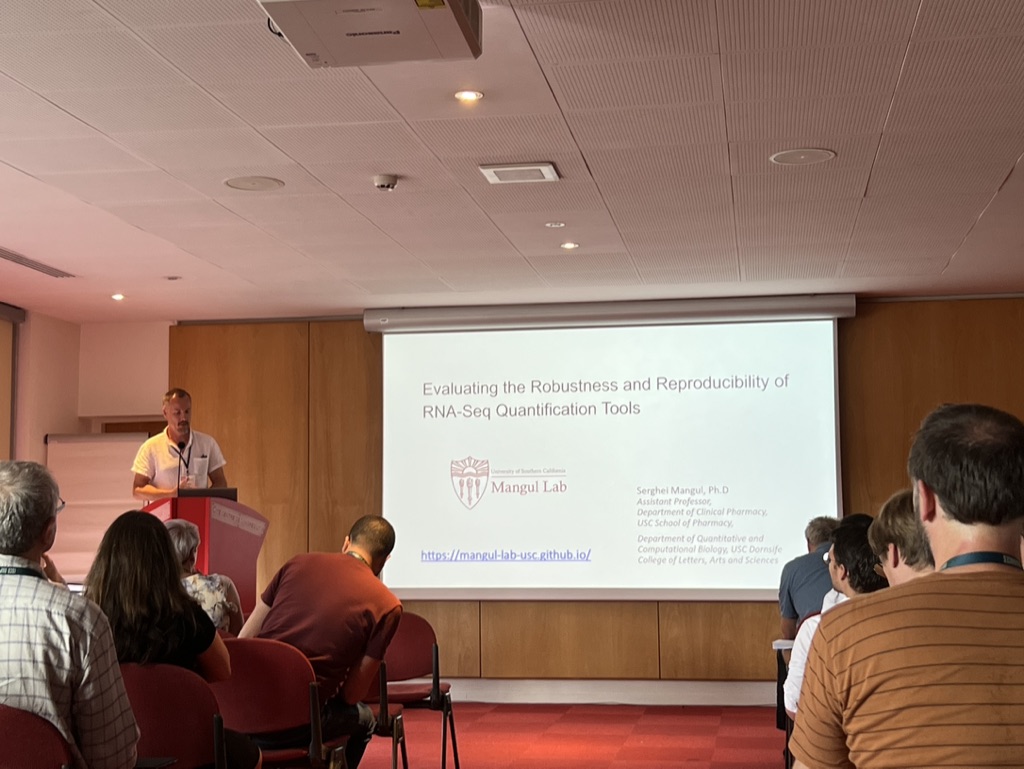 Evaluating the Robustness and Reproducibility of
RNA-Seq Quantification Tools
University of Southern California
Mangul Lab
Serghei Mangul, Ph.D
Assistant Professor,
Department of Clinical Pharmacy,
USC School of Pharmacy,
Department of Quantitative and
Computational Biology, USC Dornsife
College of Letters, Arts and Sciences
https://mangul-lab-usc.github.io/